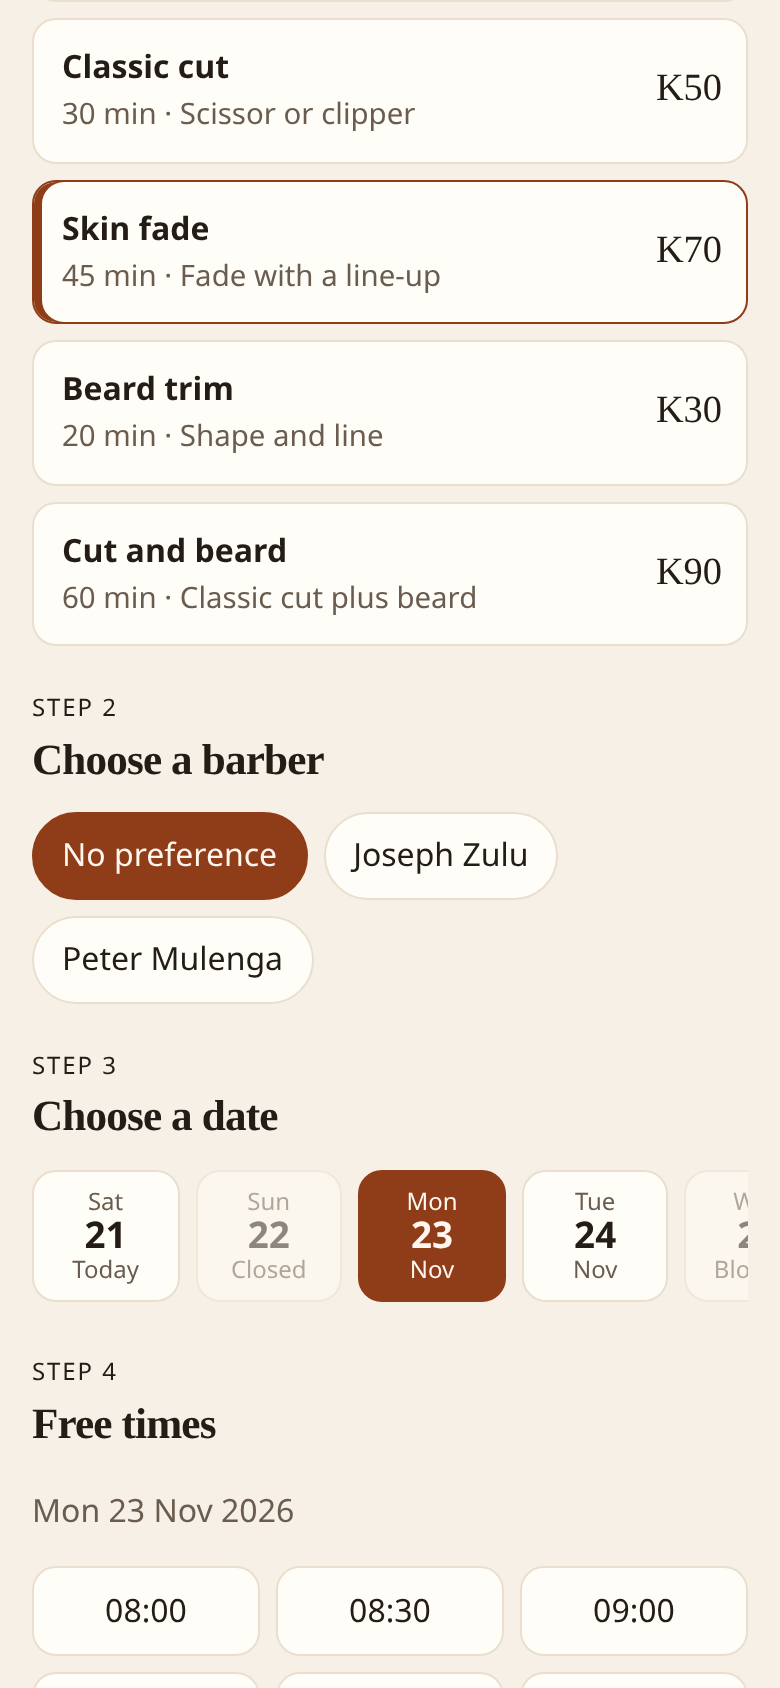 Classic cut
30 min · Scissor or clipper
K50
Skin fade
45 min · Fade with a line-up
K70
Beard trim
20 min · Shape and line
K30
Cut and beard
60 min · Classic cut plus beard
K90
STEP 2
Choose a barber
No preference
Joseph Zulu
Peter Mulenga
STEP 3
Choose a date
Sat
21
Today
Sun
22
Closed
Mon
23
Nov
Tue
24
Nov
STEP 4
Free times
Mon 23 Nov 2026
08:00
08:30
09:00